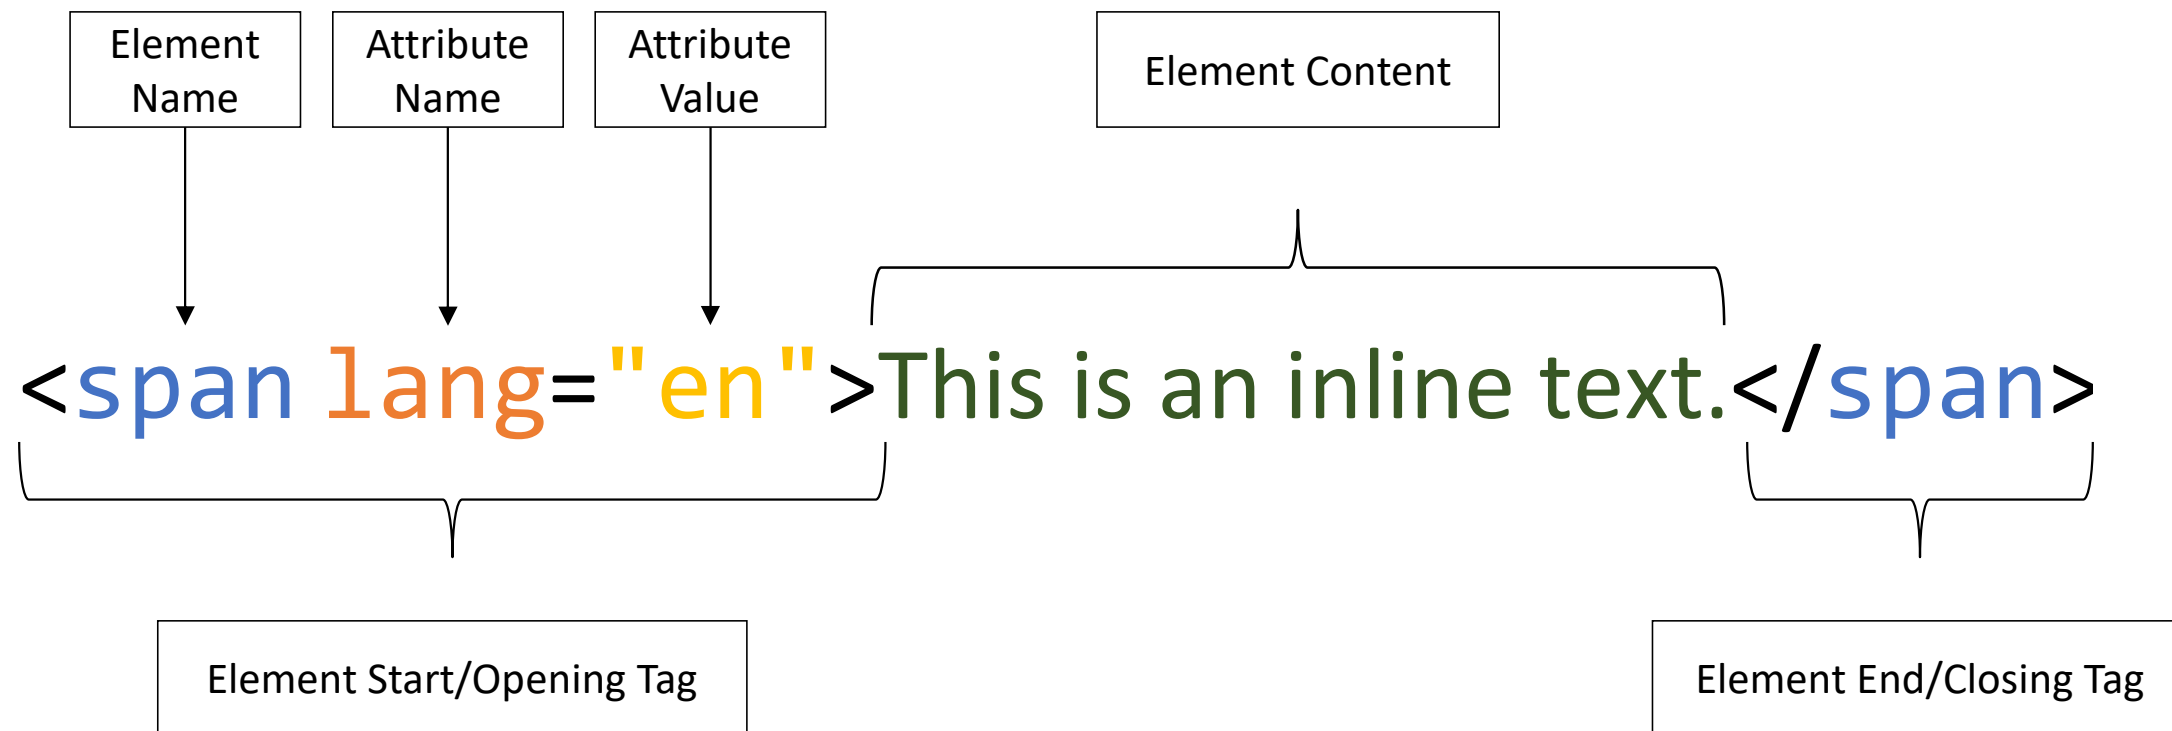 Element
Name
Attribute
Name
Attribute
Value
Element Content
<span lang="en">This is an inline text.</span>
Element Start/Opening Tag
Element End/Closing Tag